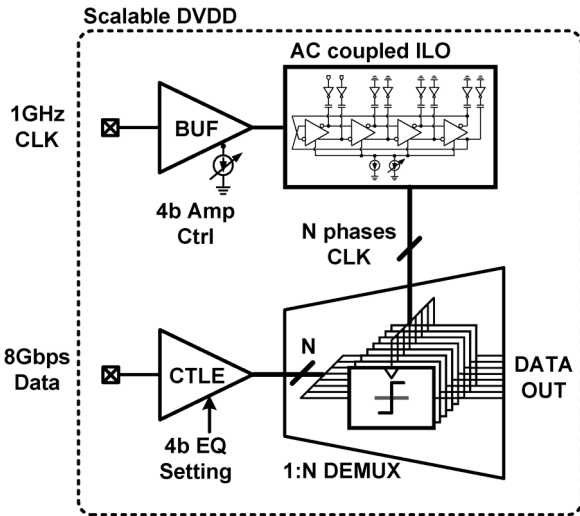 Scalable DVDD
AC coupled ILO
1GHz
CLK
BUF
4b Amp
Ctrl
N phases
CLK
8Gbps
Data
CTLE
N
DATA
OUT
4b EQ
Setting
1:N DEMUX